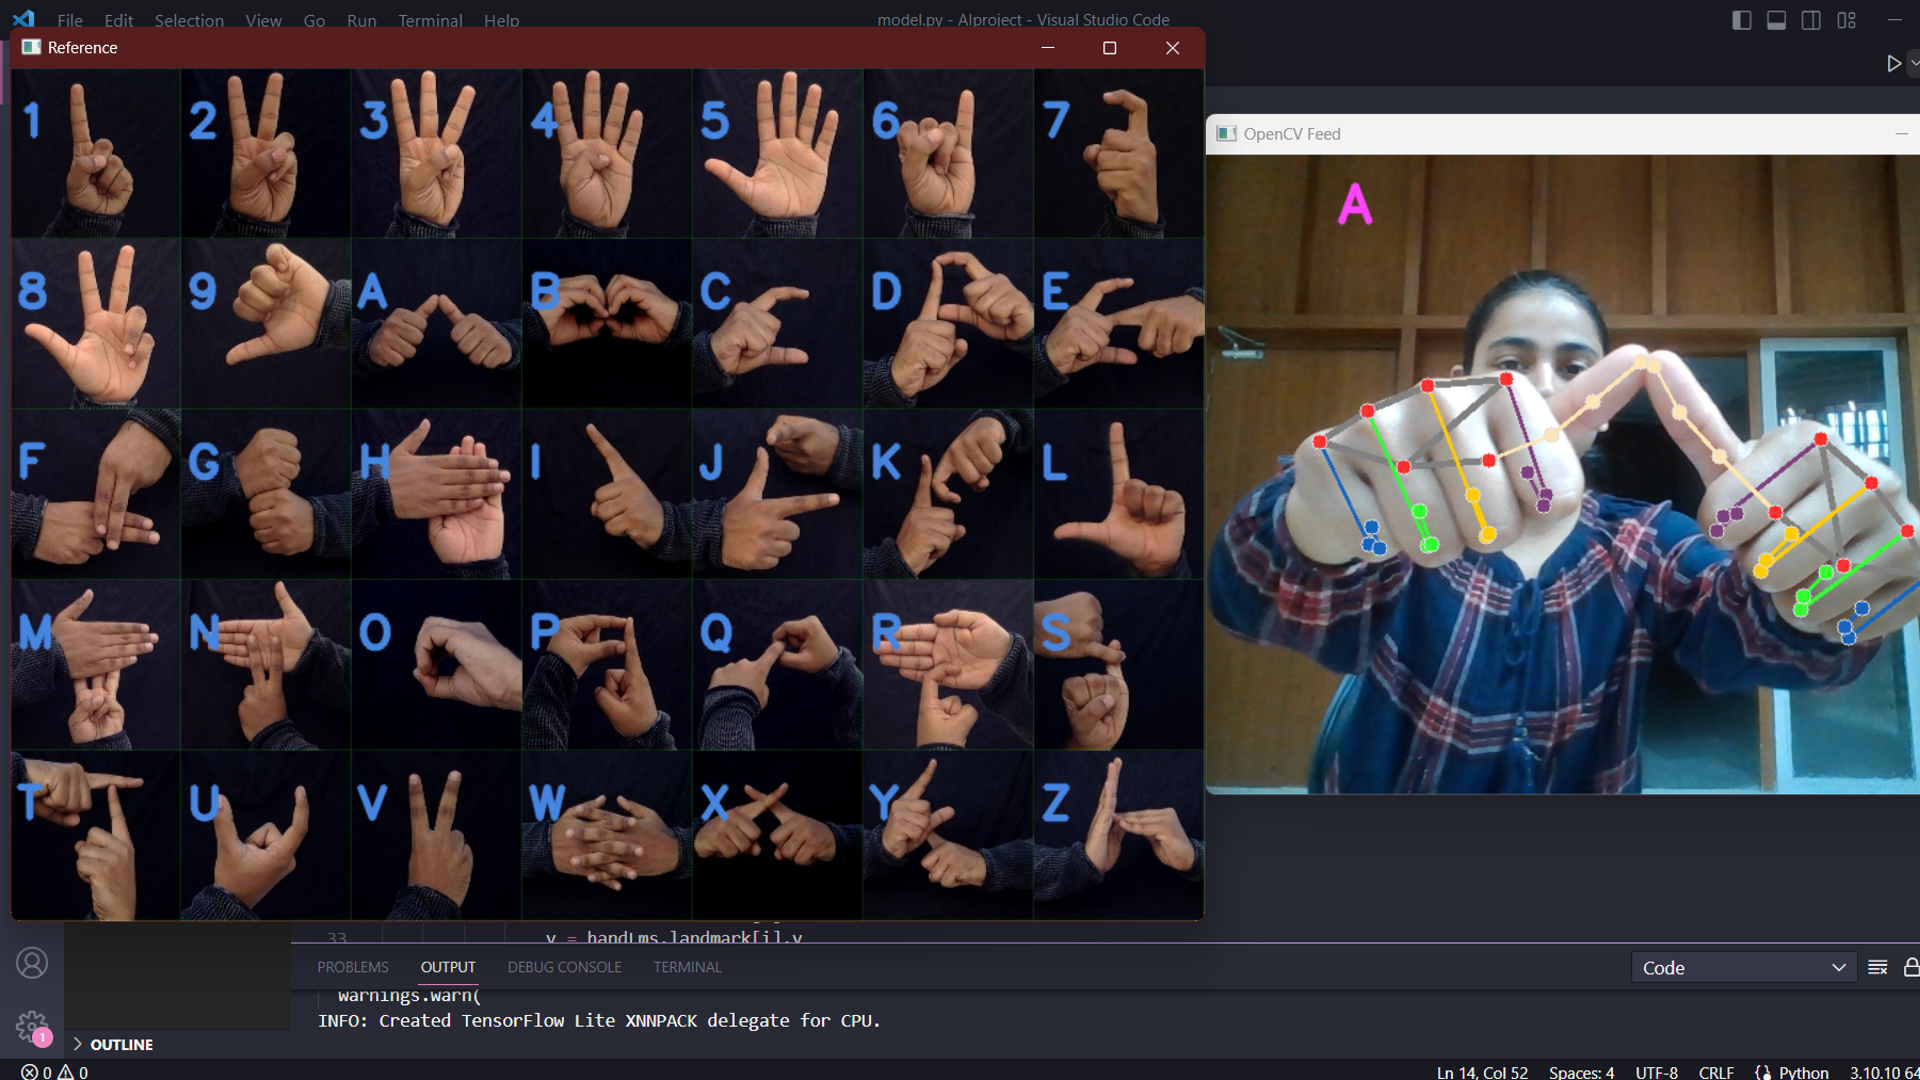 File Edit Selection View Go Run Terminal Help
model.py - AIproject - Visual Studio Code
Reference
1 2 3 4 5 6 7
8 9 A B C D E
F G H I J K L
M N O P Q R S
T U V W X Y Z
OpenCV Feed
A
33 y = handLms.landmark[i].y
PROBLEMS OUTPUT DEBUG CONSOLE TERMINAL
Code
warnings.warn(
INFO: Created TensorFlow Lite XNNPACK delegate for CPU.
1
OUTLINE
0 0
Ln 14, Col 52 Spaces: 4 UTF-8 CRLF Python 3.10.10 64